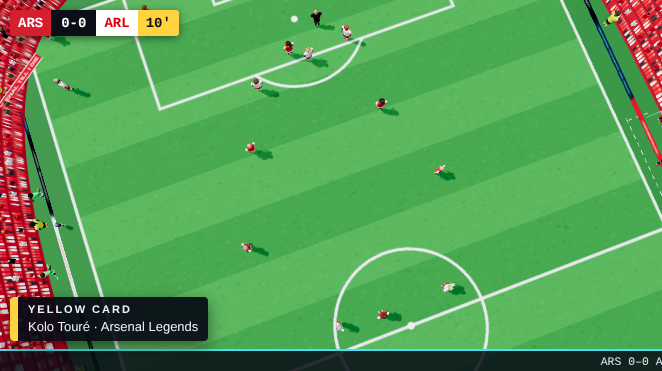 ARS 0-0 ARL 10'
YELLOW CARD
Kolo Touré · Arsenal Legends
ARS 0–0 A